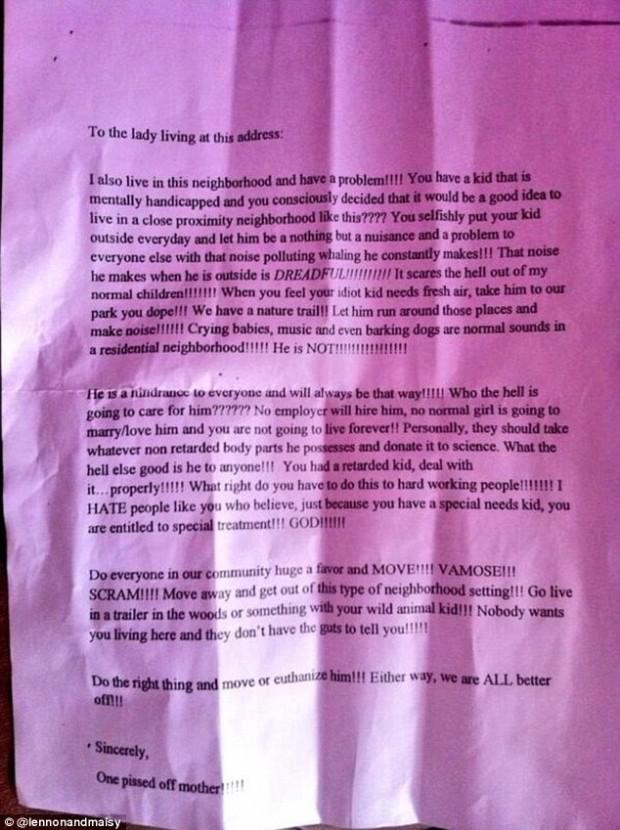 To the lady living at this address:
I also live in this neighborhood and have a problem!!!! You have a kid that is
mentally handicapped and you consciously decided that it would be a good idea to
live in a close proximity neighborhood like this???? You selfishly put your kid
outside everyday and let him be a nothing but a nuisance and a problem to
everyone else with that noise polluting whaling he constantly makes!!! That noise
he makes when he is outside is DREADFUL!!!!!!!!!! It scares the hell out of my
normal children!!!!!!! When you feel your idiot kid needs fresh air, take him to our
park you dope!!! We have a nature trail!! Let him run around those places and
make noise!!!!!! Crying babies, music and even barking dogs are normal sounds in
a residential neighborhood!!!!! He is NOT!!!!!!!!!!!!!!!!!
He is a hindrance to everyone and will always be that way!!!!! Who the hell is
going to care for him?????? No employer will hire him, no normal girl is going to
marry/love him and you are not going to live forever!! Personally, they should take
whatever non retarded body parts he possesses and donate it to science. What the
hell else good is he to anyone!!! You had a retarded kid, deal with
it...properly!!!!! What right do you have to do this to hard working people!!!!!!! I
HATE people like you who believe, just because you have a special needs kid, you
are entitled to special treatment!!! GOD!!!!!!
Do everyone in our community huge a favor and MOVE!!!! VAMOSE!!!
SCRAM!!!! Move away and get out of this type of neighborhood setting!!! Go live
in a trailer in the woods or something with your wild animal kid!!! Nobody wants
you living here and they don't have the guts to tell you!!!!!
Do the right thing and move or euthanize him!!! Either way, we are ALL better
off!!!
Sincerely,
One pissed off mother!!!!!
© @lennonandmaisy